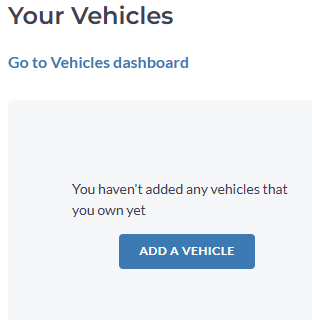 Your Vehicles
Go to Vehicles dashboard
You haven't added any vehicles that
you own yet
ADD A VEHICLE